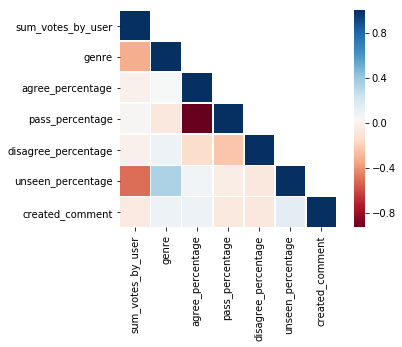 sum_votes_by_user
genre
agree_percentage
pass_percentage
disagree_percentage
unseen_percentage
created_comment
sum_votes_by_user
genre
agree_percentage
pass_percentage
disagree_percentage
unseen_percentage
created_comment
0.8
0.4
0.0
−0.4
−0.8